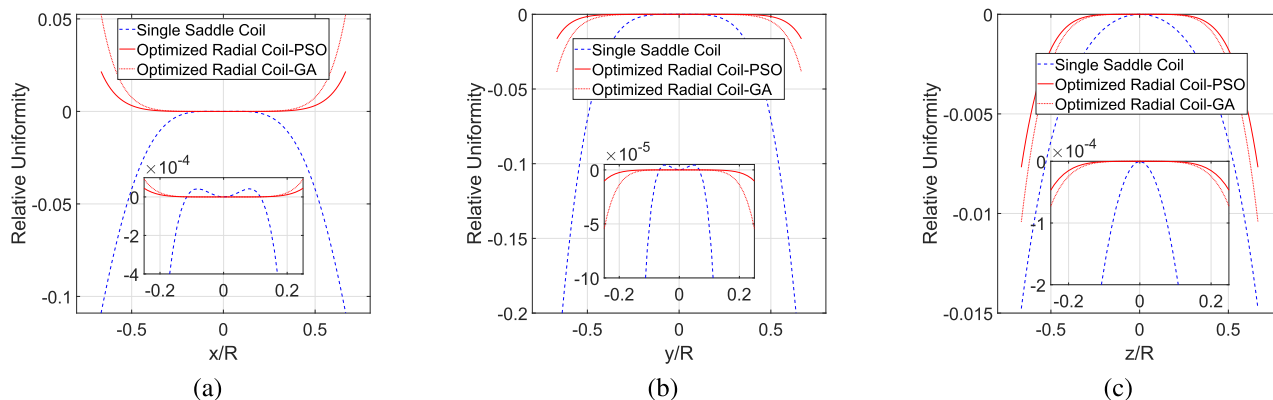 0.05
0
-0.05
-0.1
Relative Uniformity
Single Saddle Coil
Optimized Radial Coil-PSO
Optimized Radial Coil-GA
×10⁻⁴
0
-2
-4
-0.2 0 0.2
-0.5 0 0.5
x/R
(a)
0
-0.05
-0.1
-0.15
-0.2
Relative Uniformity
Single Saddle Coil
Optimized Radial Coil-PSO
Optimized Radial Coil-GA
×10⁻⁵
0
-5
-10
-0.2 0 0.2
-0.5 0 0.5
y/R
(b)
0
-0.005
-0.01
-0.015
Relative Uniformity
Single Saddle Coil
Optimized Radial Coil-PSO
Optimized Radial Coil-GA
×10⁻⁴
0
-1
-2
-0.2 0 0.2
-0.5 0 0.5
z/R
(c)